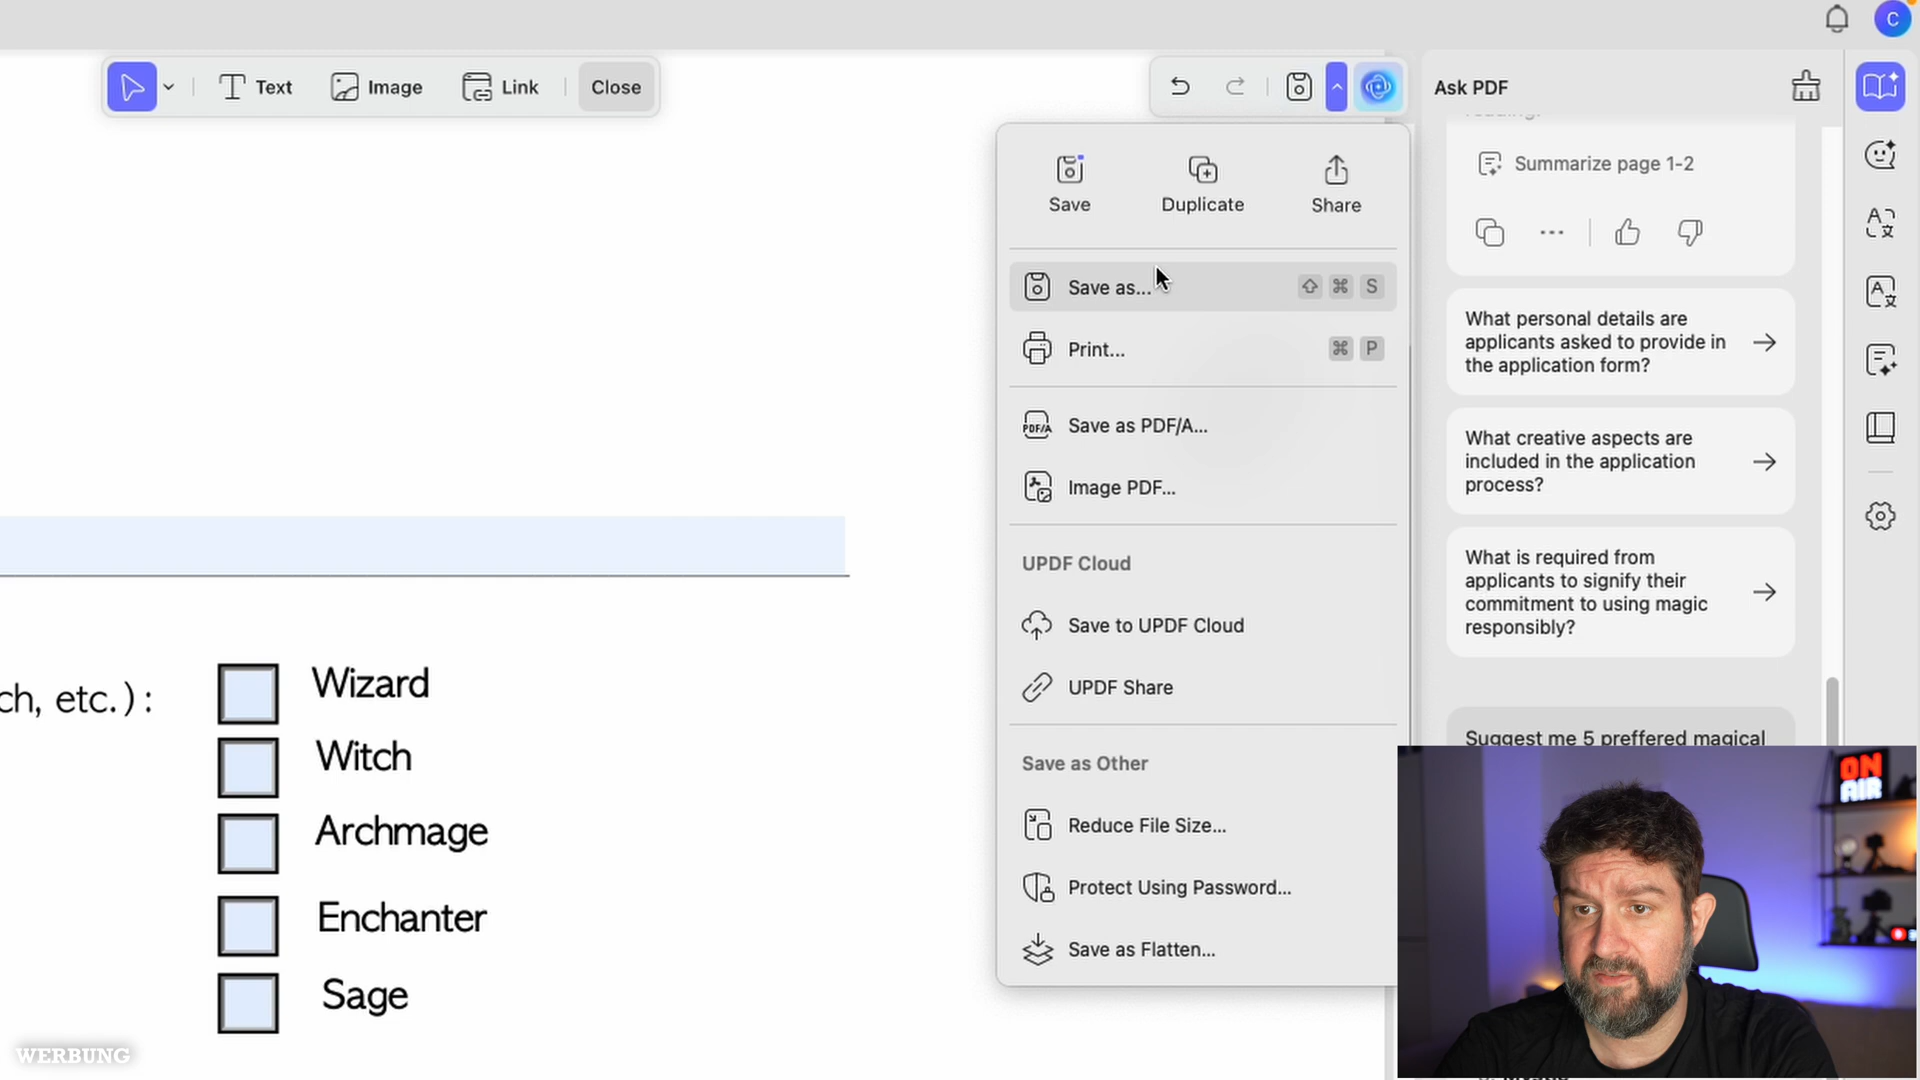 C
Text
Image
Link
Close
Ask PDF
Save
Duplicate
Share
Save as...
⇧ ⌘ S
Print...
⌘ P
PDF/A
Save as PDF/A...
Image PDF...
UPDF Cloud
Save to UPDF Cloud
UPDF Share
Save as Other
Reduce File Size...
Protect Using Password...
Save as Flatten...
Summarize page 1-2
What personal details are
applicants asked to provide in
the application form?
What creative aspects are
included in the application
process?
What is required from
applicants to signify their
commitment to using magic
responsibly?
Suggest me 5 preffered magical
ch, etc.) :
Wizard
Witch
Archmage
Enchanter
Sage
ON
AIR
WERBUNG